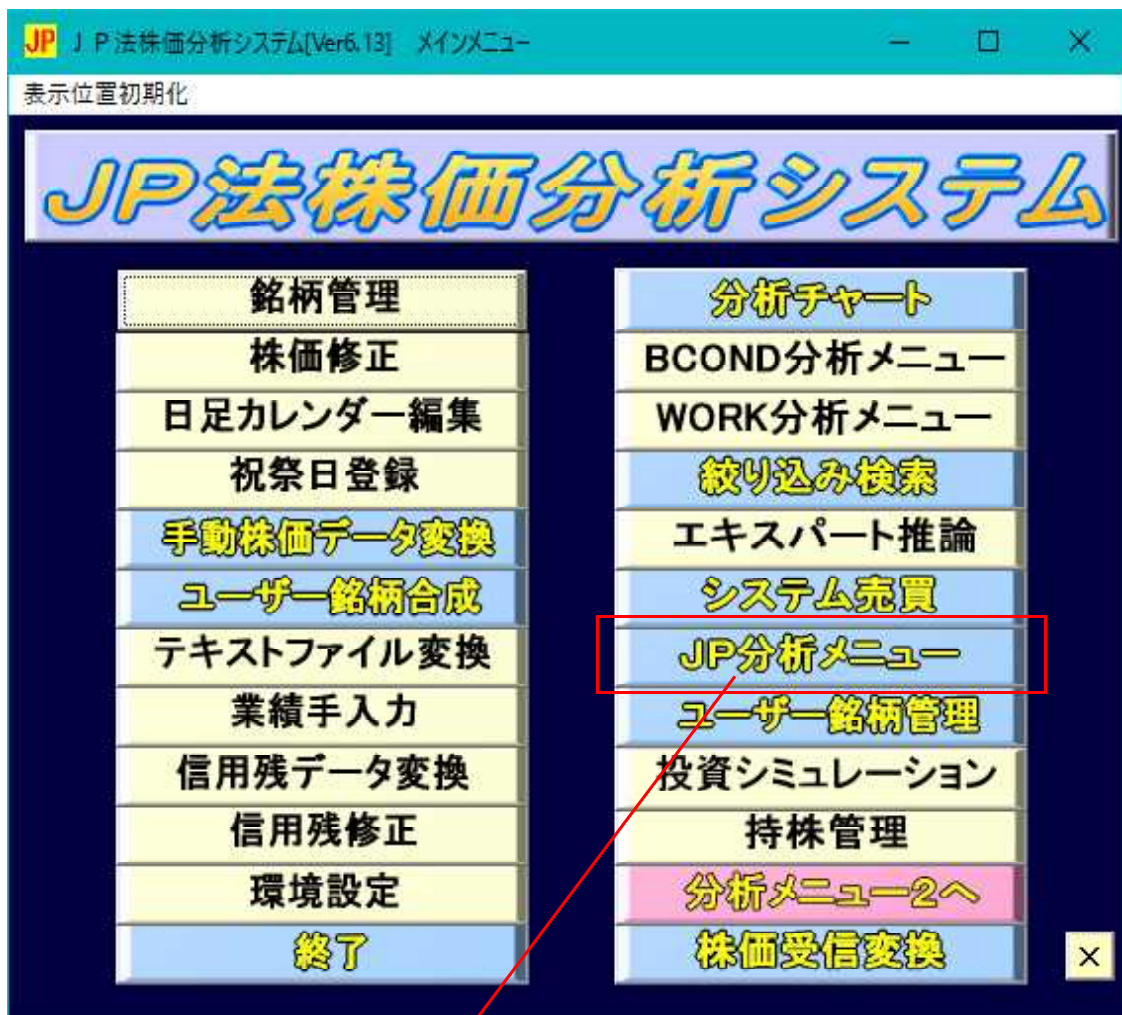 JP JP法株価分析システム[Ver6.13] メインメニュー
表示位置初期化
JP法株価分析システム
銘柄管理
株価修正
日足カレンダー編集
祝祭日登録
手動株価データ変換
ユーザー銘柄合成
テキストファイル変換
業績手入力
信用残データ変換
信用残修正
環境設定
終了
分析チャート
BCOND分析メニュー
WORK分析メニュー
絞り込み検索
エキスパート推論
システム売買
JP分析メニュー
ユーザー銘柄管理
投資シミュレーション
持株管理
分析メニュー2へ
株価受信変換